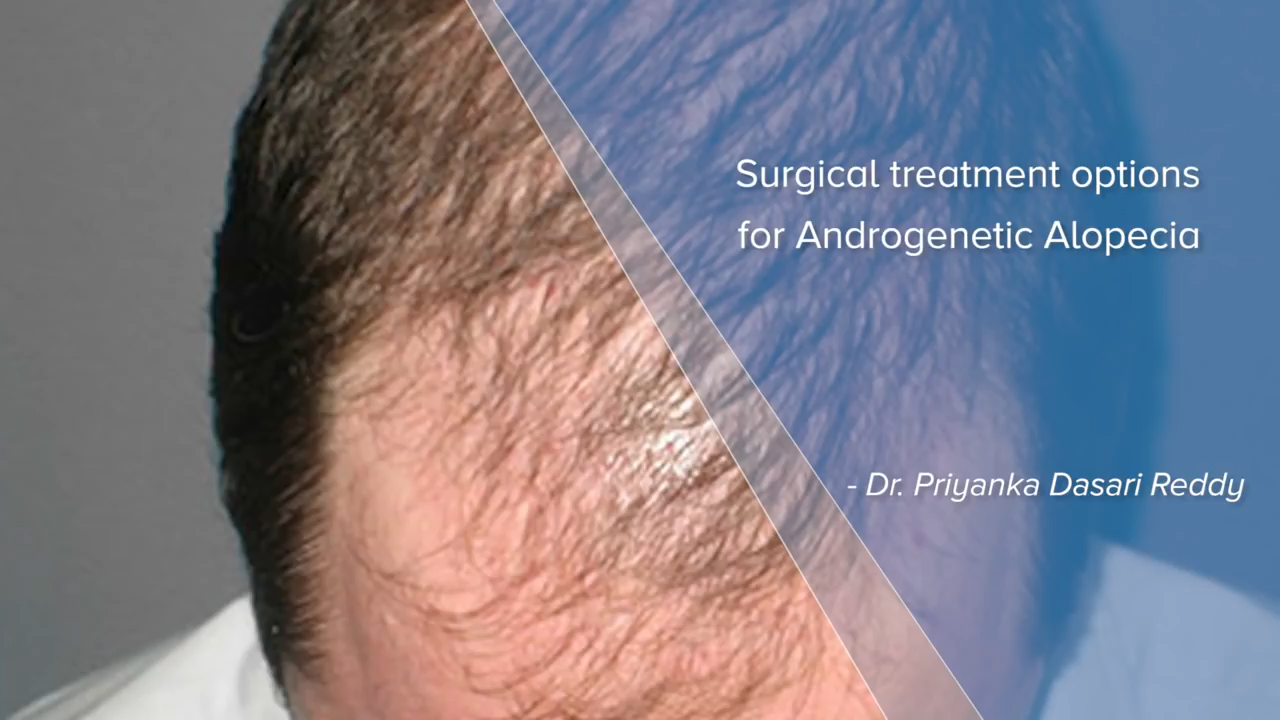 Surgical treatment options
for Androgenetic Alopecia
- Dr. Priyanka Dasari Reddy